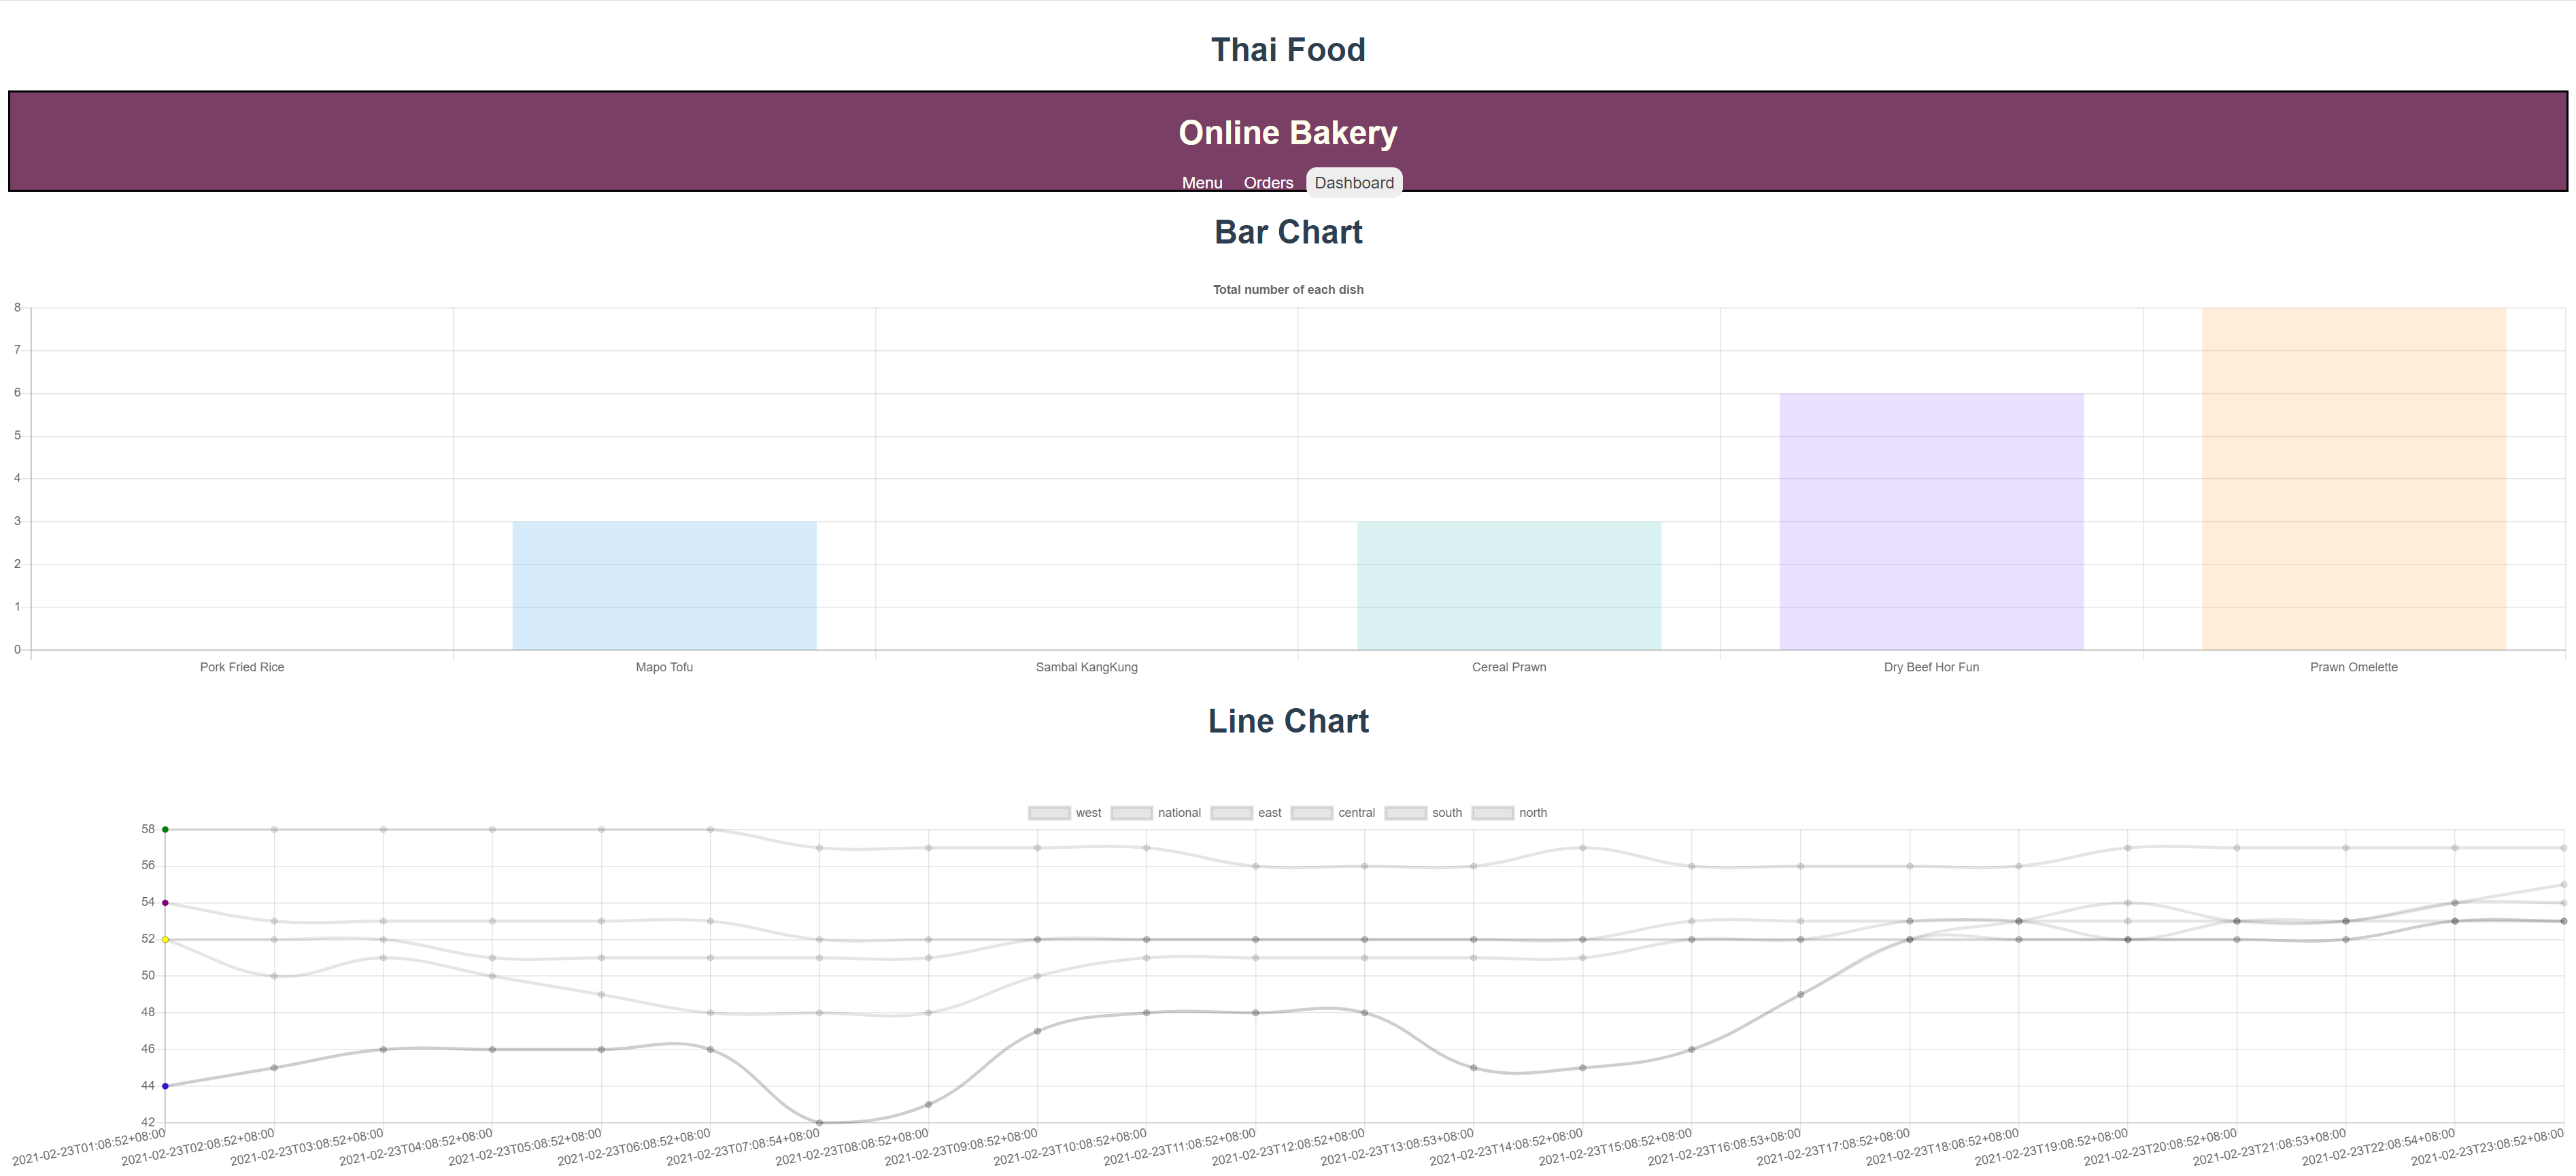 Thai Food
Online Bakery
Menu Orders Dashboard
Bar Chart
Total number of each dish
8
7
6
5
4
3
2
1
0
Pork Fried Rice Mapo Tofu Sambal KangKung Cereal Prawn Dry Beef Hor Fun Prawn Omelette
Line Chart
west national east central south north
58
56
54
52
50
48
46
44
42
2021-02-23T01:08:52+08:00
2021-02-23T02:08:52+08:00
2021-02-23T03:08:52+08:00
2021-02-23T04:08:52+08:00
2021-02-23T05:08:52+08:00
2021-02-23T06:08:52+08:00
2021-02-23T07:08:54+08:00
2021-02-23T08:08:52+08:00
2021-02-23T09:08:52+08:00
2021-02-23T10:08:52+08:00
2021-02-23T11:08:52+08:00
2021-02-23T12:08:52+08:00
2021-02-23T13:08:53+08:00
2021-02-23T14:08:52+08:00
2021-02-23T15:08:52+08:00
2021-02-23T16:08:53+08:00
2021-02-23T17:08:52+08:00
2021-02-23T18:08:52+08:00
2021-02-23T19:08:52+08:00
2021-02-23T20:08:52+08:00
2021-02-23T21:08:53+08:00
2021-02-23T22:08:54+08:00
2021-02-23T23:08:52+08:00